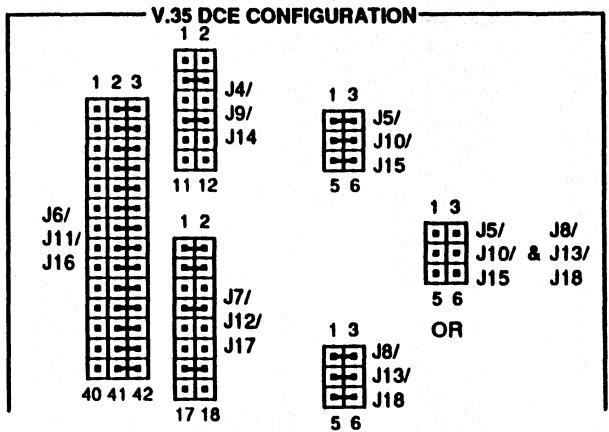 V.35 DCE CONFIGURATION
1 2
J4/
J9/
J14
11 12
1 2 3
J6/
J11/
J16
40 41 42
1 2
J7/
J12/
J17
17 18
1 3
J5/
J10/
J15
5 6
1 3
J5/ J8/
J10/ & J13/
J15 J18
5 6
OR
1 3
J8/
J13/
J18
5 6